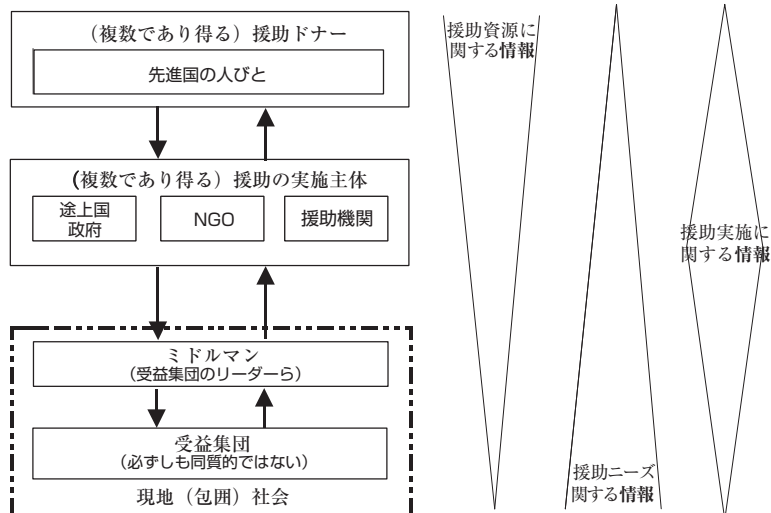 (複数であり得る)援助ドナー
先進国の人びと
(複数であり得る)援助の実施主体
途上国
政府
NGO
援助機関
ミドルマン
(受益集団のリーダーら)
受益集団
(必ずしも同質的ではない)
現地(包囲)社会
援助資源に
関する情報
援助ニーズ
関する情報
援助実施に
関する情報